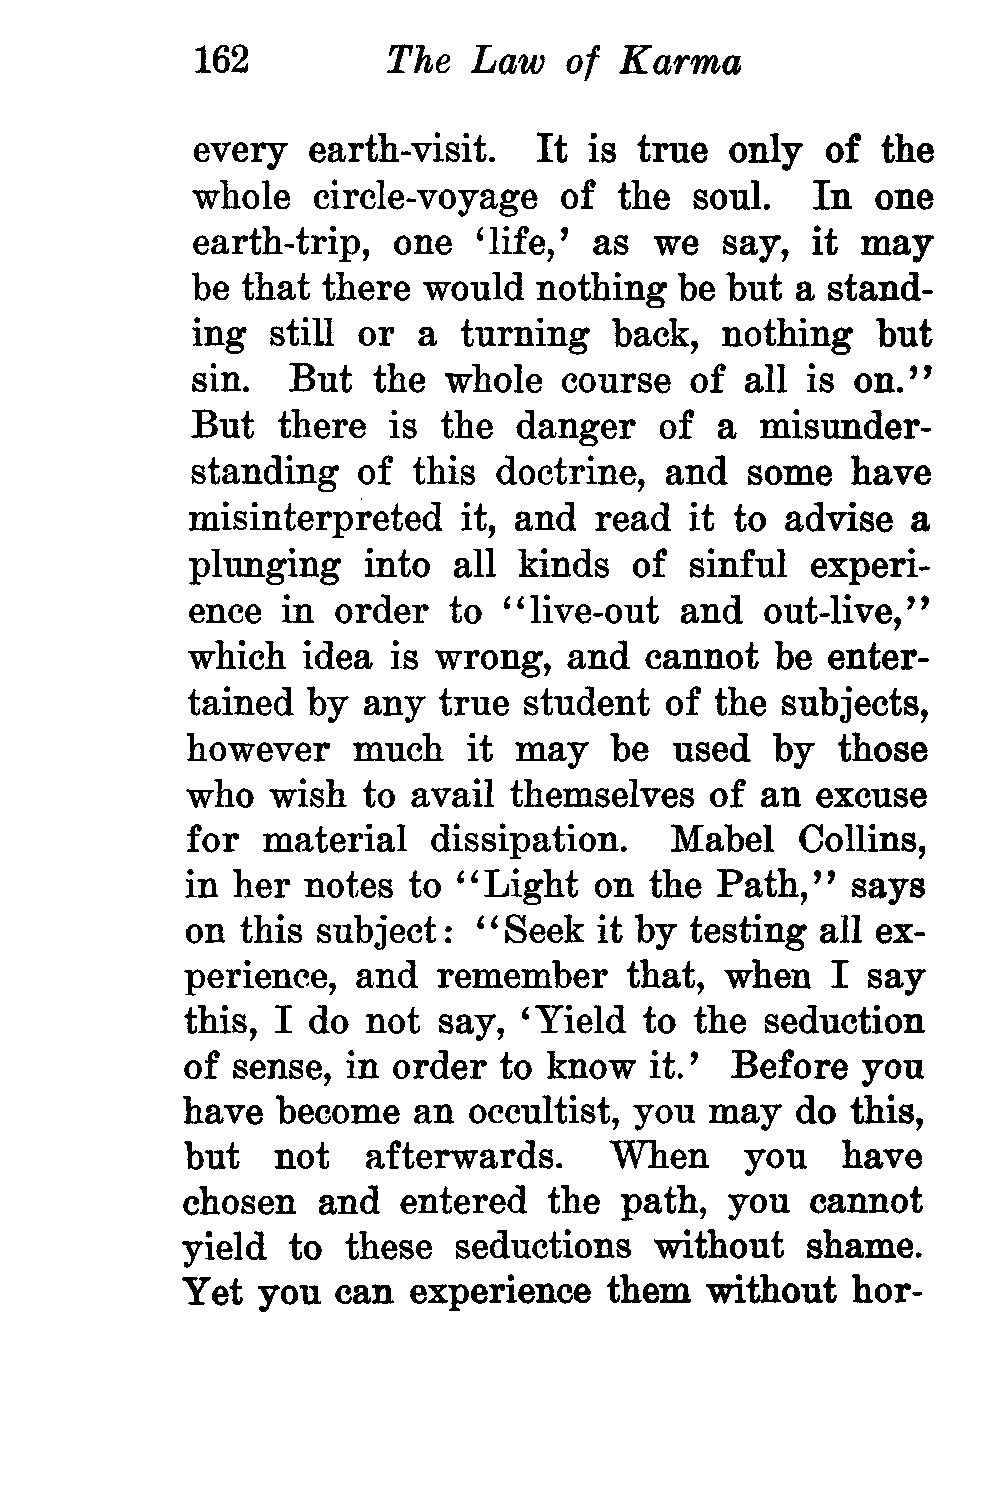 162 The Law of Karma
every earth-visit. It is true only of the
whole circle-voyage of the soul. In one
earth-trip, one ‘life,’ as we say, it may
be that there would nothing be but a stand-
ing still or a turning back, nothing but
sin. But the whole course of all is on.’’
But there is the danger of a misunder-
standing of this doctrine, and some have
misinterpreted it, and read it to advise a
plunging into all kinds of sinful experi-
ence in order to ‘‘live-out and out-live,’’
which idea is wrong, and cannot be enter-
tained by any true student of the subjects,
however much it may be used by those
who wish to avail themselves of an excuse
for material dissipation. Mabel Collins,
in her notes to ‘‘Light on the Path,’’ says
on this subject: ‘‘Seek it by testing all ex-
perience, and remember that, when I say
this, I do not say, ‘Yield to the seduction
of sense, in order to know it.’ Before you
have become an occultist, you may do this,
but not afterwards. When you have
chosen and entered the path, you cannot
yield to these seductions without shame.
Yet you can experience them without hor-